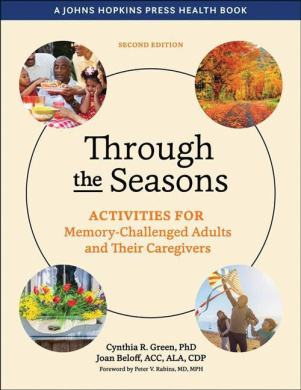 A JOHNS HOPKINS PRESS HEALTH BOOK
SECOND EDITION
Through
the Seasons
ACTIVITIES FOR
Memory-Challenged Adults
and Their Caregivers
Cynthia R. Green, PhD
Joan Beloff, ACC, ALA, CDP
Foreword by Peter V. Rabins, MD, MPH